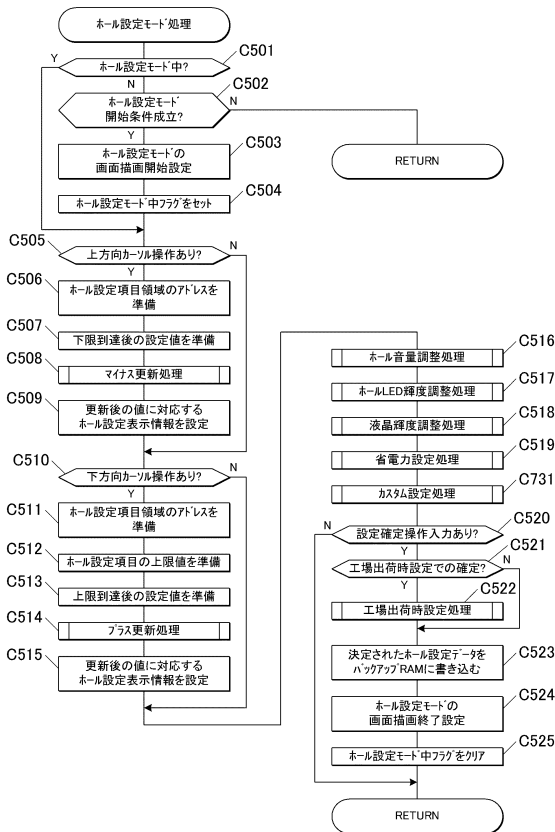 ホール設定モード処理
C501
Y
ホール設定モード中?
N
C502
ホール設定モード
開始条件成立?
N
Y
C503
ホール設定モードの
画面描画開始設定
RETURN
C504
ホール設定モード中フラグをセット
C505
上方向カーソル操作あり?
N
Y
C506
ホール設定項目領域のアドレスを
準備
C507
下限到達後の設定値を準備
C508
マイナス更新処理
C509
更新後の値に対応する
ホール設定表示情報を設定
C510
下方向カーソル操作あり?
N
Y
C511
ホール設定項目領域のアドレスを
準備
C512
ホール設定項目の上限値を準備
C513
上限到達後の設定値を準備
C514
プラス更新処理
C515
更新後の値に対応する
ホール設定表示情報を設定
C516
ホール音量調整処理
C517
ホールLED輝度調整処理
C518
液晶輝度調整処理
C519
省電力設定処理
C731
カスタム設定処理
C520
N
設定確定操作入力あり?
Y
C521
工場出荷時設定での確定?
N
Y
C522
工場出荷時設定処理
C523
決定されたホール設定データを
バックアップRAMに書き込む
C524
ホール設定モードの
画面描画終了設定
C525
ホール設定モード中フラグをクリア
RETURN